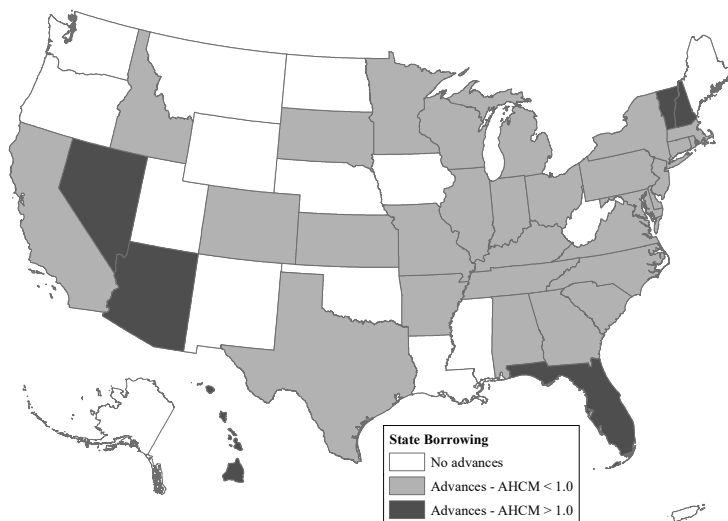 State Borrowing
No advances
Advances - AHCM < 1.0
Advances - AHCM > 1.0